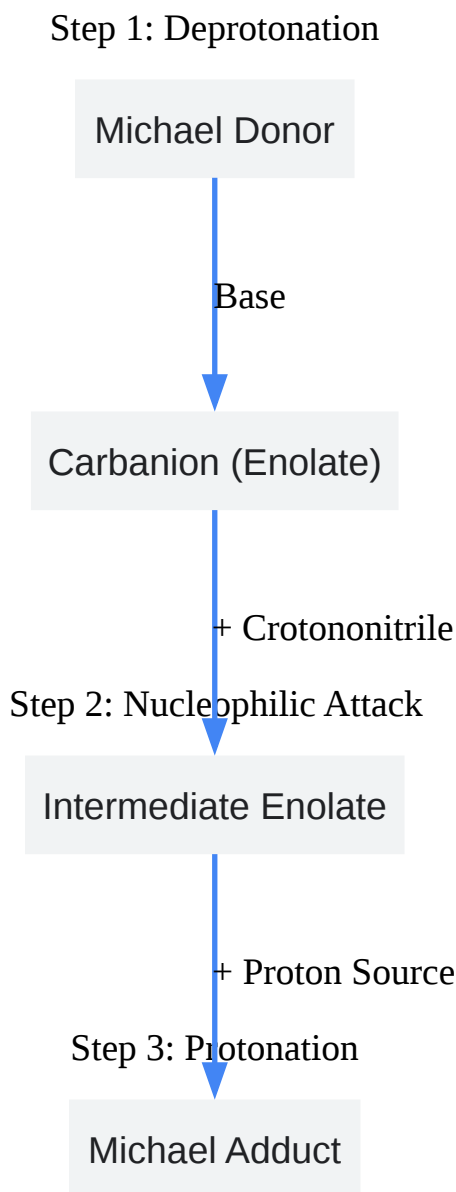 Step 1: Deprotonation
Michael Donor
Base
Carbanion (Enolate)
+ Crotononitrile
Step 2: Nucleophilic Attack
Intermediate Enolate
+ Proton Source
Step 3: Protonation
Michael Adduct